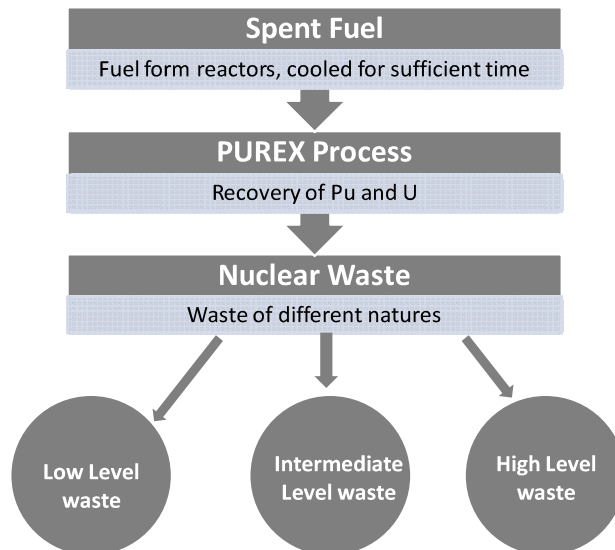 Spent Fuel
Fuel form reactors, cooled for sufficient time
PUREX Process
Recovery of Pu and U
Nuclear Waste
Waste of different natures
Low Level
waste
Intermediate
Level waste
High Level
waste